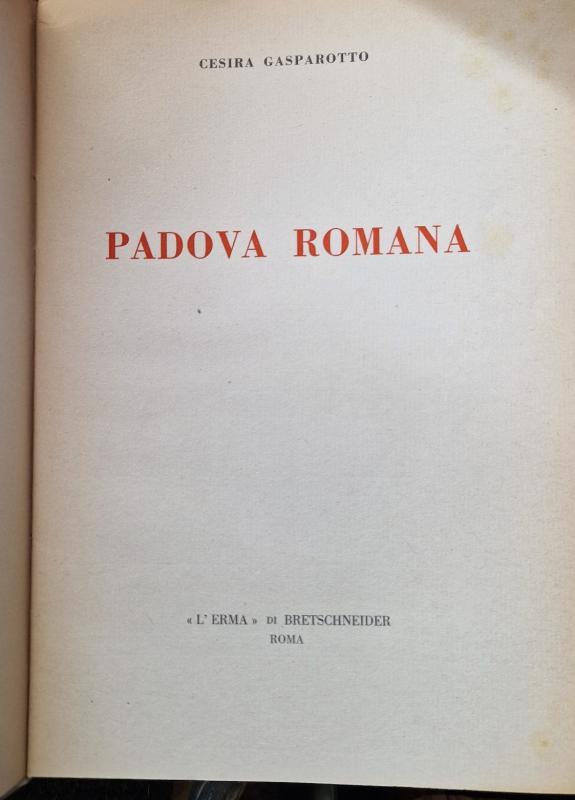 CESIRA GASPAROTTO
PADOVA ROMANA
« L' ERMA » DI BRETSCHNEIDER
ROMA